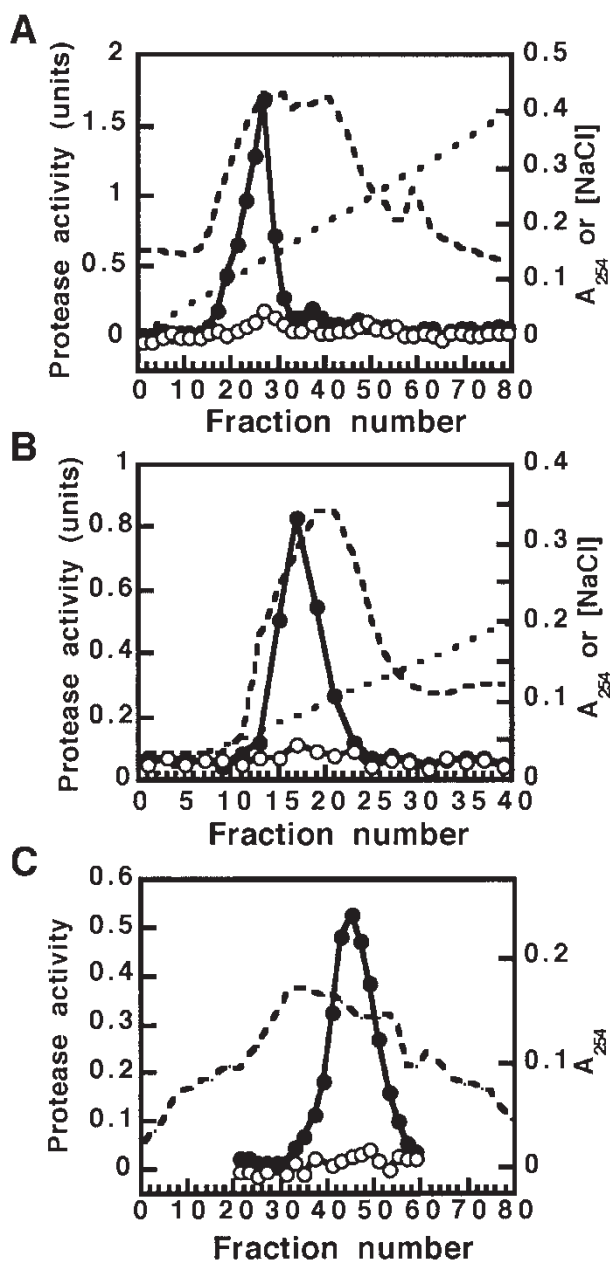 A
Protease activity (units)
2
1.5
1
0.5
0
0.5
0.4
0.3
0.2
0.1
0
A254 or [NaCl]
0 10 20 30 40 50 60 70 80
Fraction number
B
Protease activity (units)
1
0.8
0.6
0.4
0.2
0
0.4
0.3
0.2
0.1
0
A254 or [NaCl]
0 5 10 15 20 25 30 35 40
Fraction number
C
Protease activity
0.6
0.5
0.4
0.3
0.2
0.1
0
0.2
0.1
0
A254
0 10 20 30 40 50 60 70 80
Fraction number